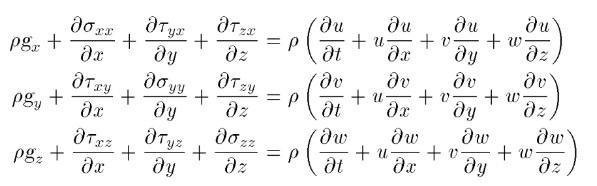 ρg_x + ∂σ_xx/∂x + ∂τ_yx/∂y + ∂τ_zx/∂z = ρ(∂u/∂t + u ∂u/∂x + v ∂u/∂y + w ∂u/∂z)
ρg_y + ∂τ_xy/∂x + ∂σ_yy/∂y + ∂τ_zy/∂z = ρ(∂v/∂t + u ∂v/∂x + v ∂v/∂y + w ∂v/∂z)
ρg_z + ∂τ_xz/∂x + ∂τ_yz/∂y + ∂σ_zz/∂z = ρ(∂w/∂t + u ∂w/∂x + v ∂w/∂y + w ∂w/∂z)